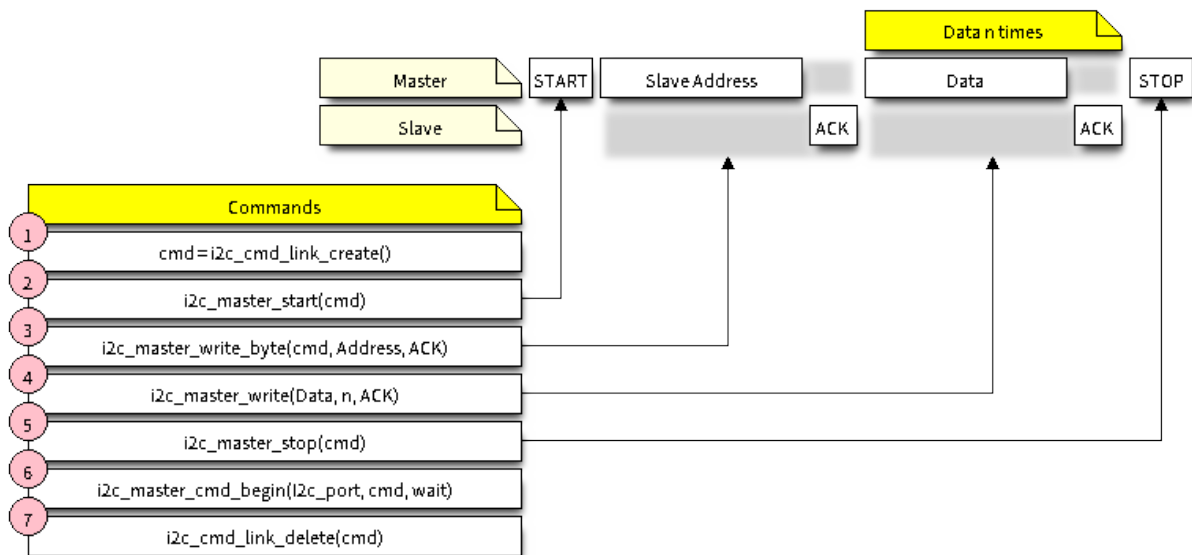 Data n times
Master START Slave Address Data STOP
Slave ACK ACK
Commands
1
cmd=i2c_cmd_link_create()
2
i2c_master_start(cmd)
3
i2c_master_write_byte(cmd, Address, ACK)
4
i2c_master_write(Data, n, ACK)
5
i2c_master_stop(cmd)
6
i2c_master_cmd_begin(I2c_port, cmd, wait)
7
i2c_cmd_link_delete(cmd)